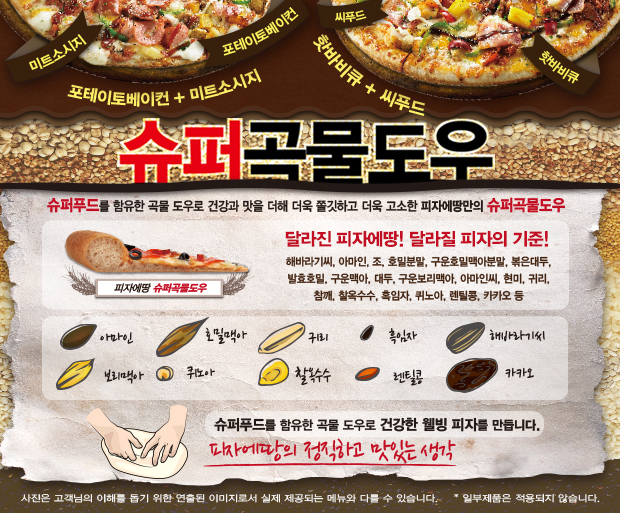 미트소시지
포테이토베이컨
포테이토베이컨 + 미트소시지
씨푸드
핫바비큐
핫바비큐 + 씨푸드
슈퍼곡물도우
슈퍼푸드를 함유한 곡물 도우로 건강과 맛을 더해 더욱 쫄깃하고 더욱 고소한 피자에땅만의 슈퍼곡물도우
피자에땅 슈퍼곡물도우
달라진 피자에땅! 달라질 피자의 기준!
해바라기씨, 아마인, 조, 호밀분말, 구운호밀맥아분말, 볶은대두,
발효호밀, 구운맥아, 대두, 구운보리맥아, 아마인씨, 현미, 귀리,
참깨, 찰옥수수, 흑임자, 퀴노아, 렌틸콩, 카카오 등
아마인 호밀맥아 귀리 흑임자 해바라기씨
보리맥아 퀴노아 찰옥수수 렌틸콩 카카오
슈퍼푸드를 함유한 곡물 도우로 건강한 웰빙 피자를 만듭니다.
피자에땅의 정직하고 맛있는 생각
사진은 고객님의 이해를 돕기 위한 연출된 이미지로서 실제 제공되는 메뉴와 다를 수 있습니다. * 일부제품은 적용되지 않습니다.